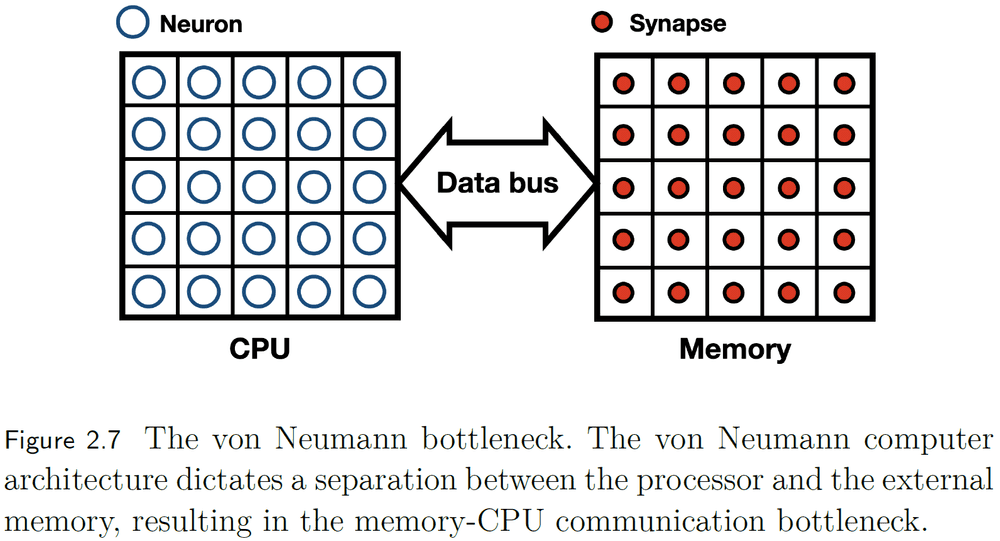 Neuron
Synapse
Data bus
CPU
Memory
Figure 2.7 The von Neumann bottleneck. The von Neumann computer
architecture dictates a separation between the processor and the external
memory, resulting in the memory-CPU communication bottleneck.